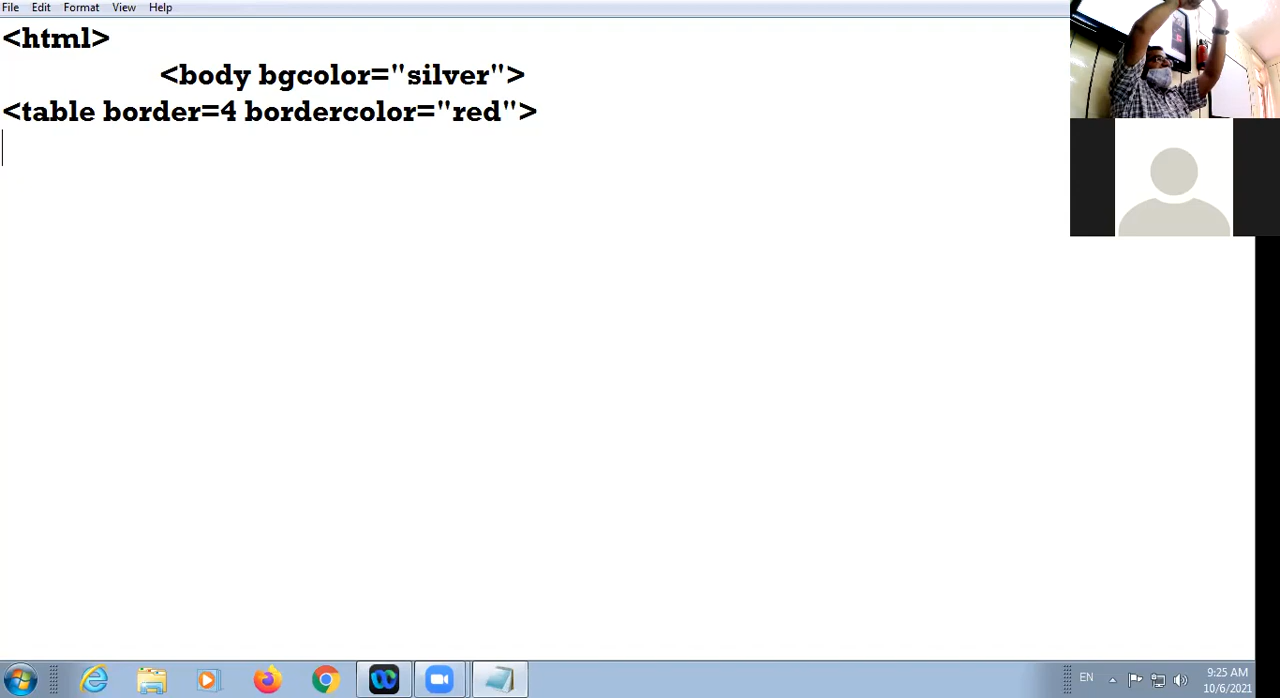 File Edit Format View Help
<html>
<body bgcolor="silver">
<table border=4 bordercolor="red">
EN
9:25 AM
10/6/2021